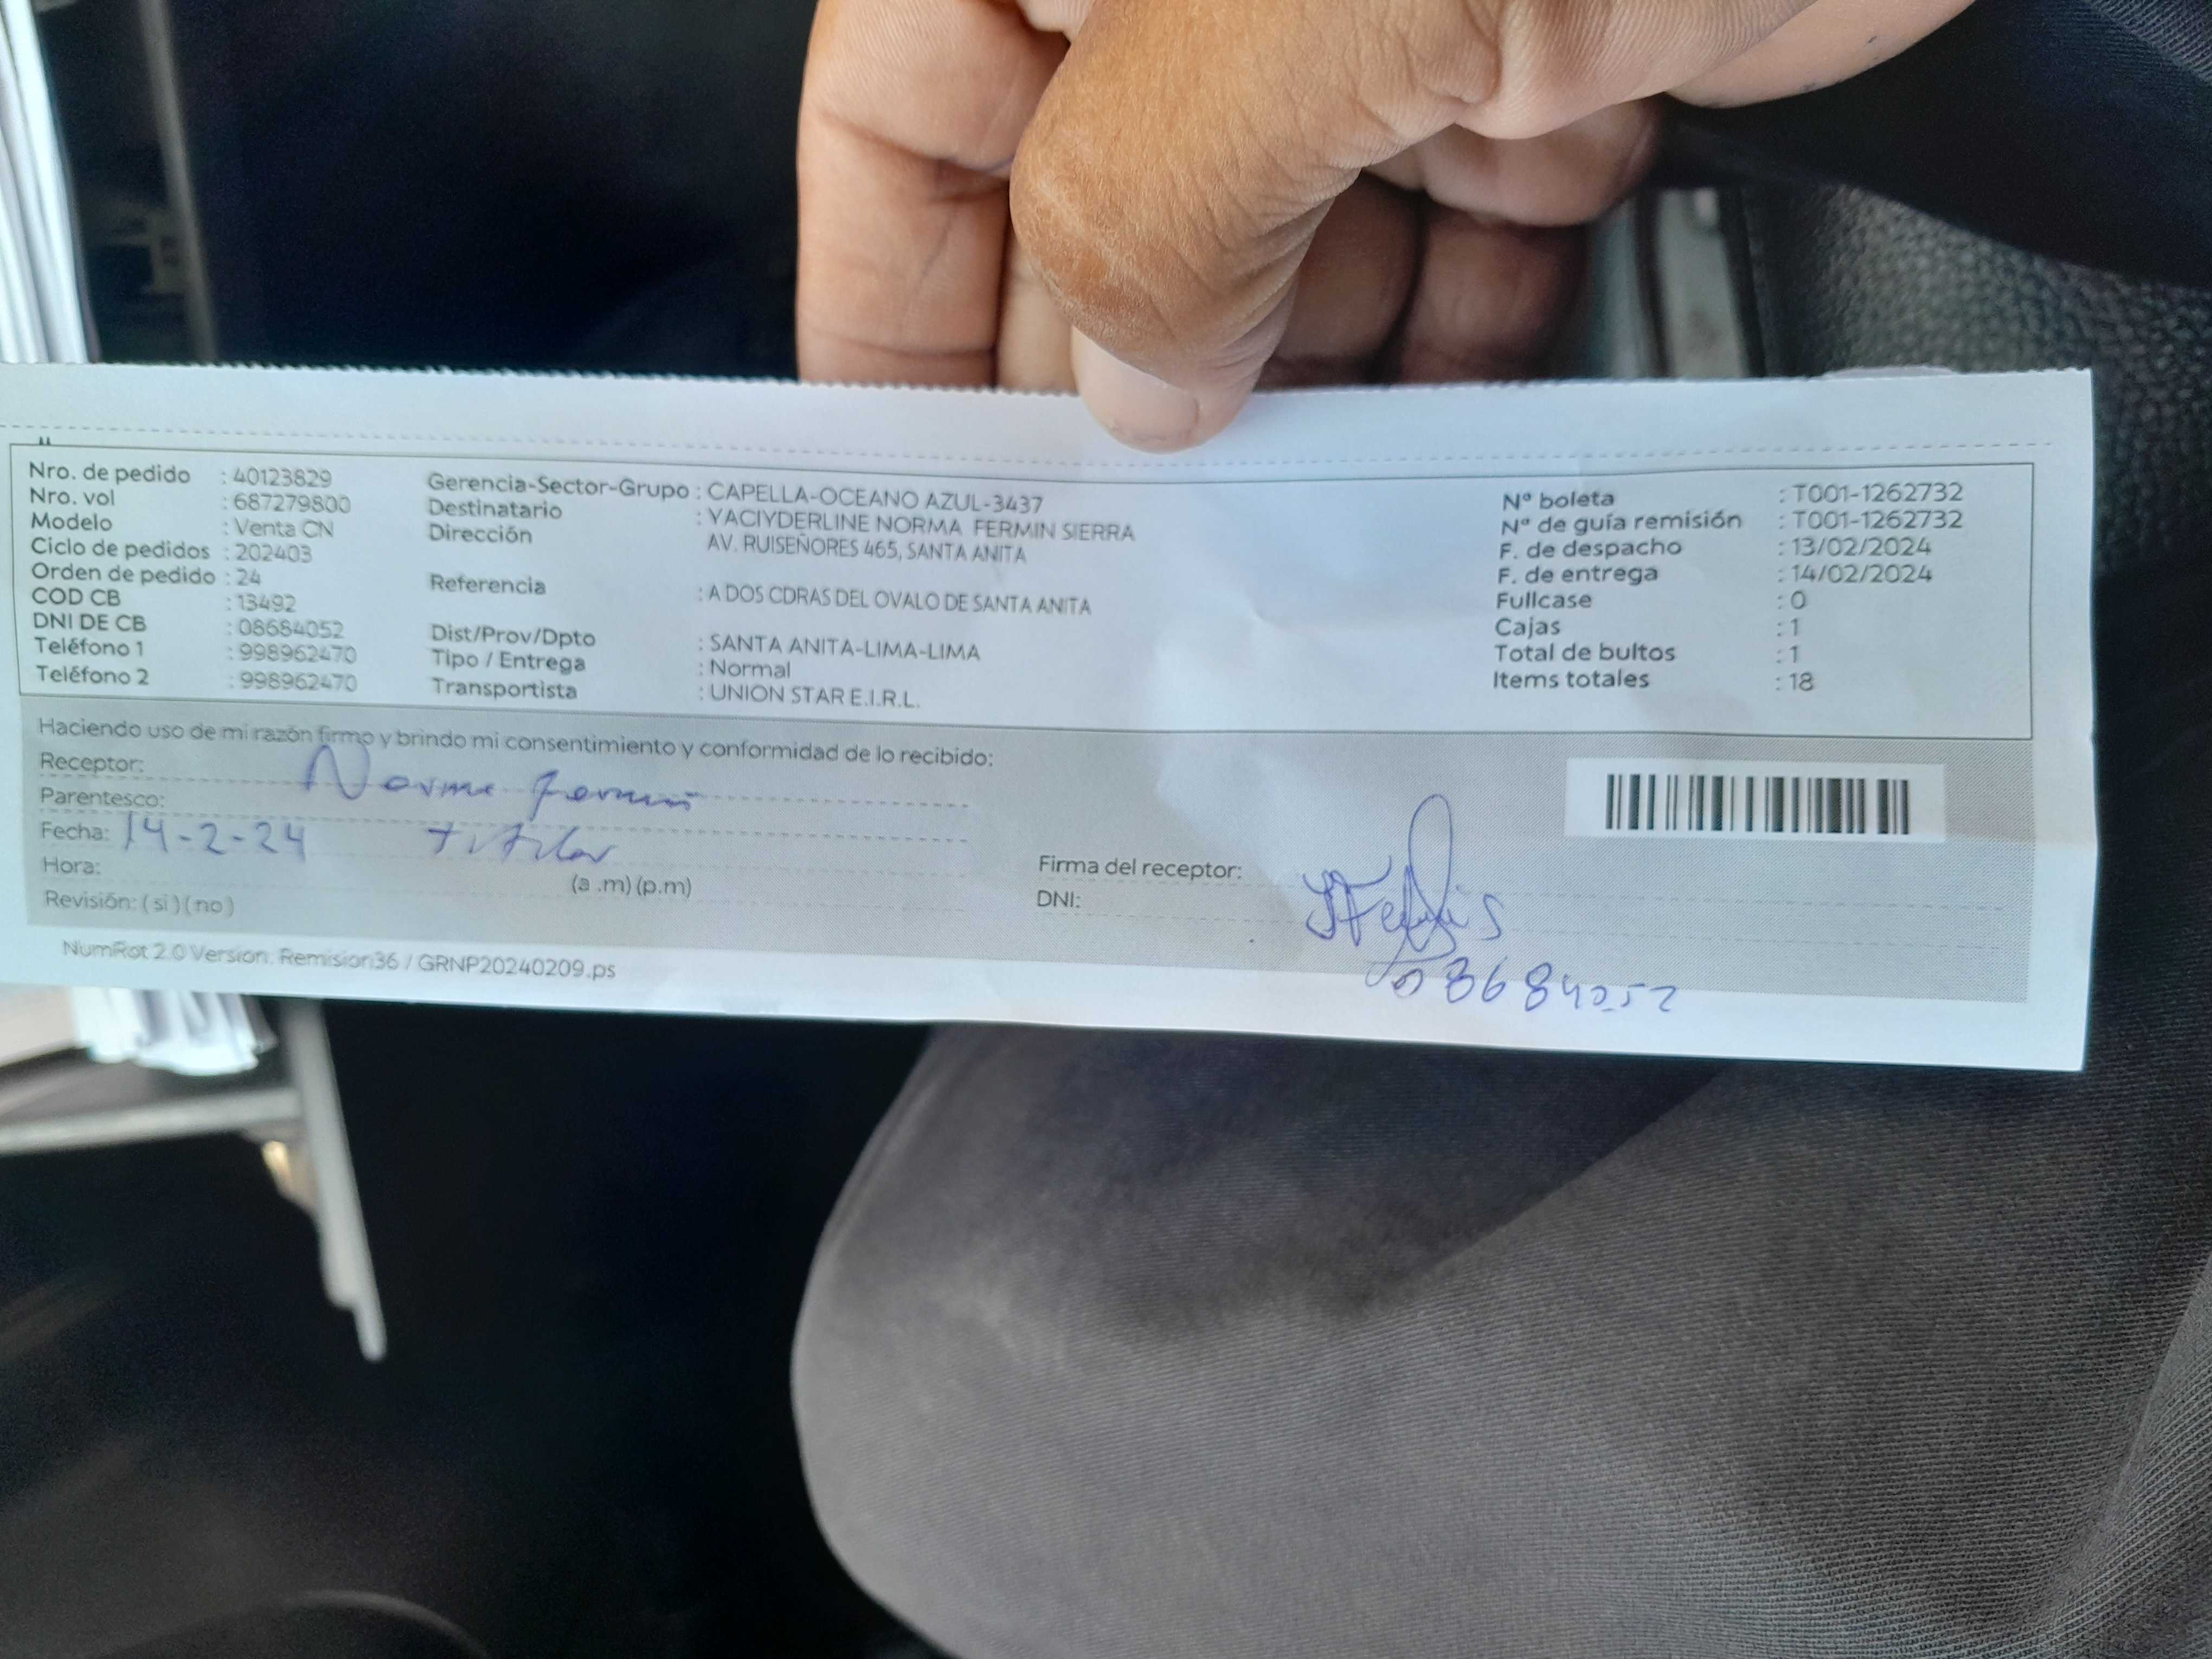 Nro. de pedido : 40123829
Nro. vol : 687279800
Modelo : Venta CN
Ciclo de pedidos : 202403
Orden de pedido : 24
COD CB : 13492
DNI DE CB : 08684052
Teléfono 1 : 998962470
Teléfono 2 : 998962470
Gerencia-Sector-Grupo : CAPELLA-OCEANO AZUL-3437
Destinatario : YACIYDERLINE NORMA FERMIN SIERRA
Dirección AV. RUISEÑORES 465, SANTA ANITA
Referencia : A DOS CDRAS DEL OVALO DE SANTA ANITA
Dist/Prov/Dpto : SANTA ANITA-LIMA-LIMA
Tipo / Entrega : Normal
Transportista : UNION STAR E.I.R.L.
Nº boleta : T001-1262732
Nº de guía remisión : T001-1262732
F. de despacho : 13/02/2024
F. de entrega : 14/02/2024
Fullcase : 0
Cajas : 1
Total de bultos : 1
Items totales : 18
Haciendo uso de mi razón firmo y brindo mi consentimiento y conformidad de lo recibido:
Receptor: Norma Fermin
Parentesco: titular
Fecha: 14-2-24
Hora: (a .m) (p.m)
Revisión: ( si ) ( no )
Firma del receptor:
DNI: 08684052
NumRot 2.0 Version: Remision36 / GRNP20240209.ps